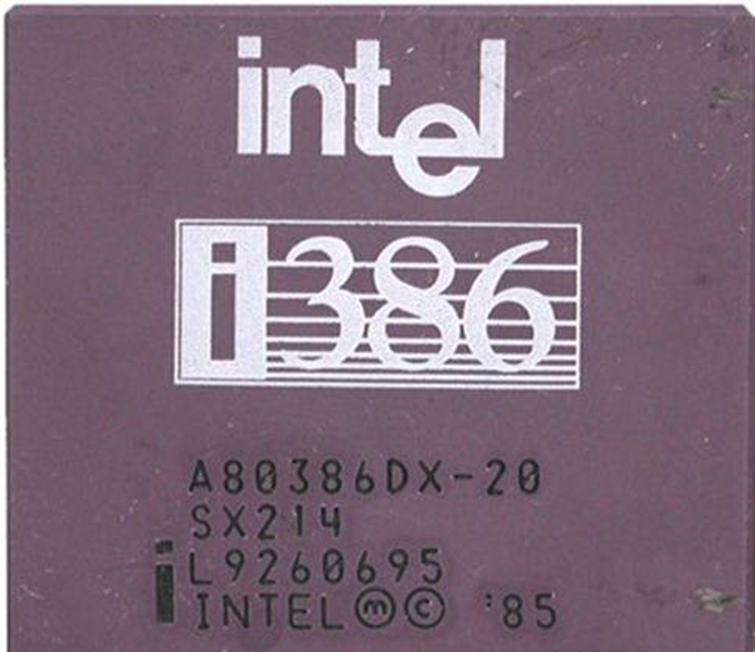 intel
i386
A80386DX-20
SX214
L9260695
INTEL Ⓜ © '85